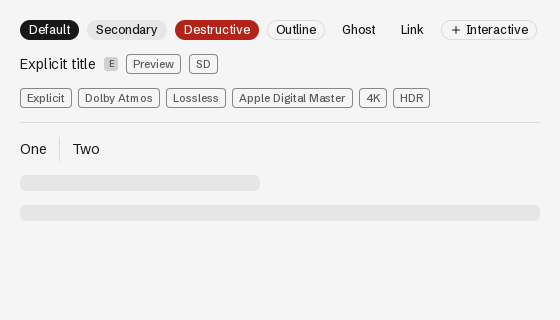 Default Secondary Destructive Outline Ghost Link + Interactive
Explicit title E Preview SD
Explicit Dolby Atmos Lossless Apple Digital Master 4K HDR
One Two